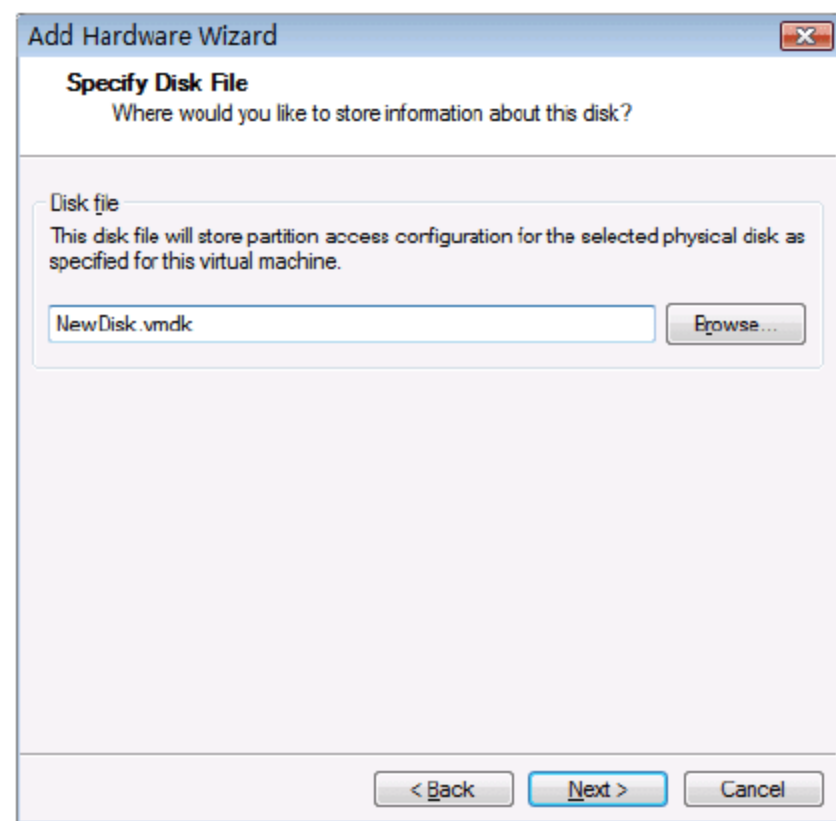 Add Hardware Wizard
Specify Disk File
Where would you like to store information about this disk?
Disk file
This disk file will store partition access configuration for the selected physical disk as
specified for this virtual machine.
NewDisk.vmdk
Browse...
< Back
Next >
Cancel